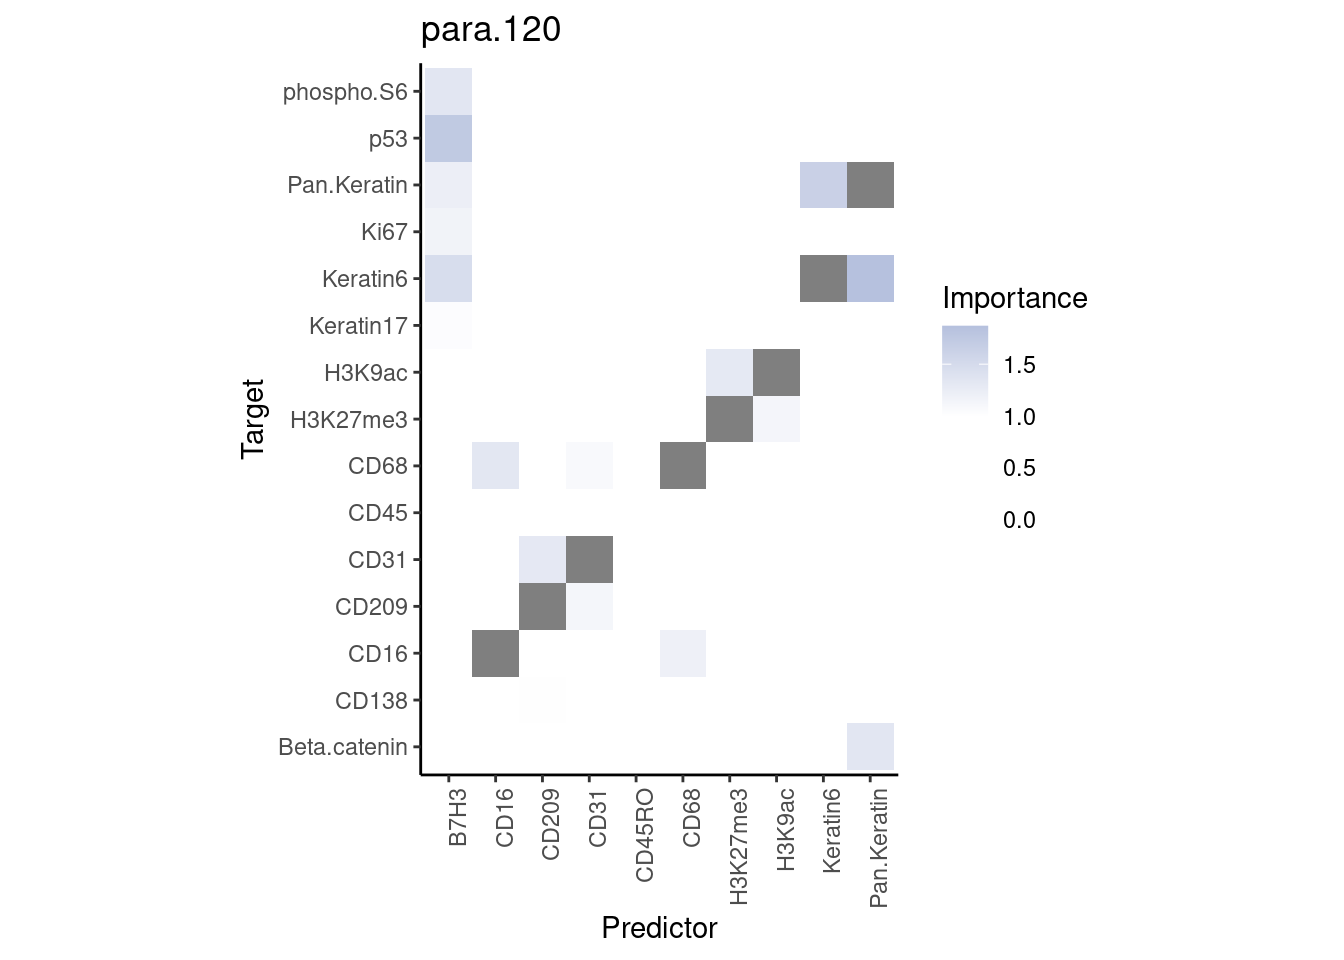 para.120
phospho.S6
p53
Pan.Keratin
Ki67
Keratin6
Keratin17
H3K9ac
H3K27me3
CD68
CD45
CD31
CD209
CD16
CD138
Beta.catenin
Target
B7H3
CD16
CD209
CD31
CD45RO
CD68
H3K27me3
H3K9ac
Keratin6
Pan.Keratin
Predictor
Importance
1.5
1.0
0.5
0.0